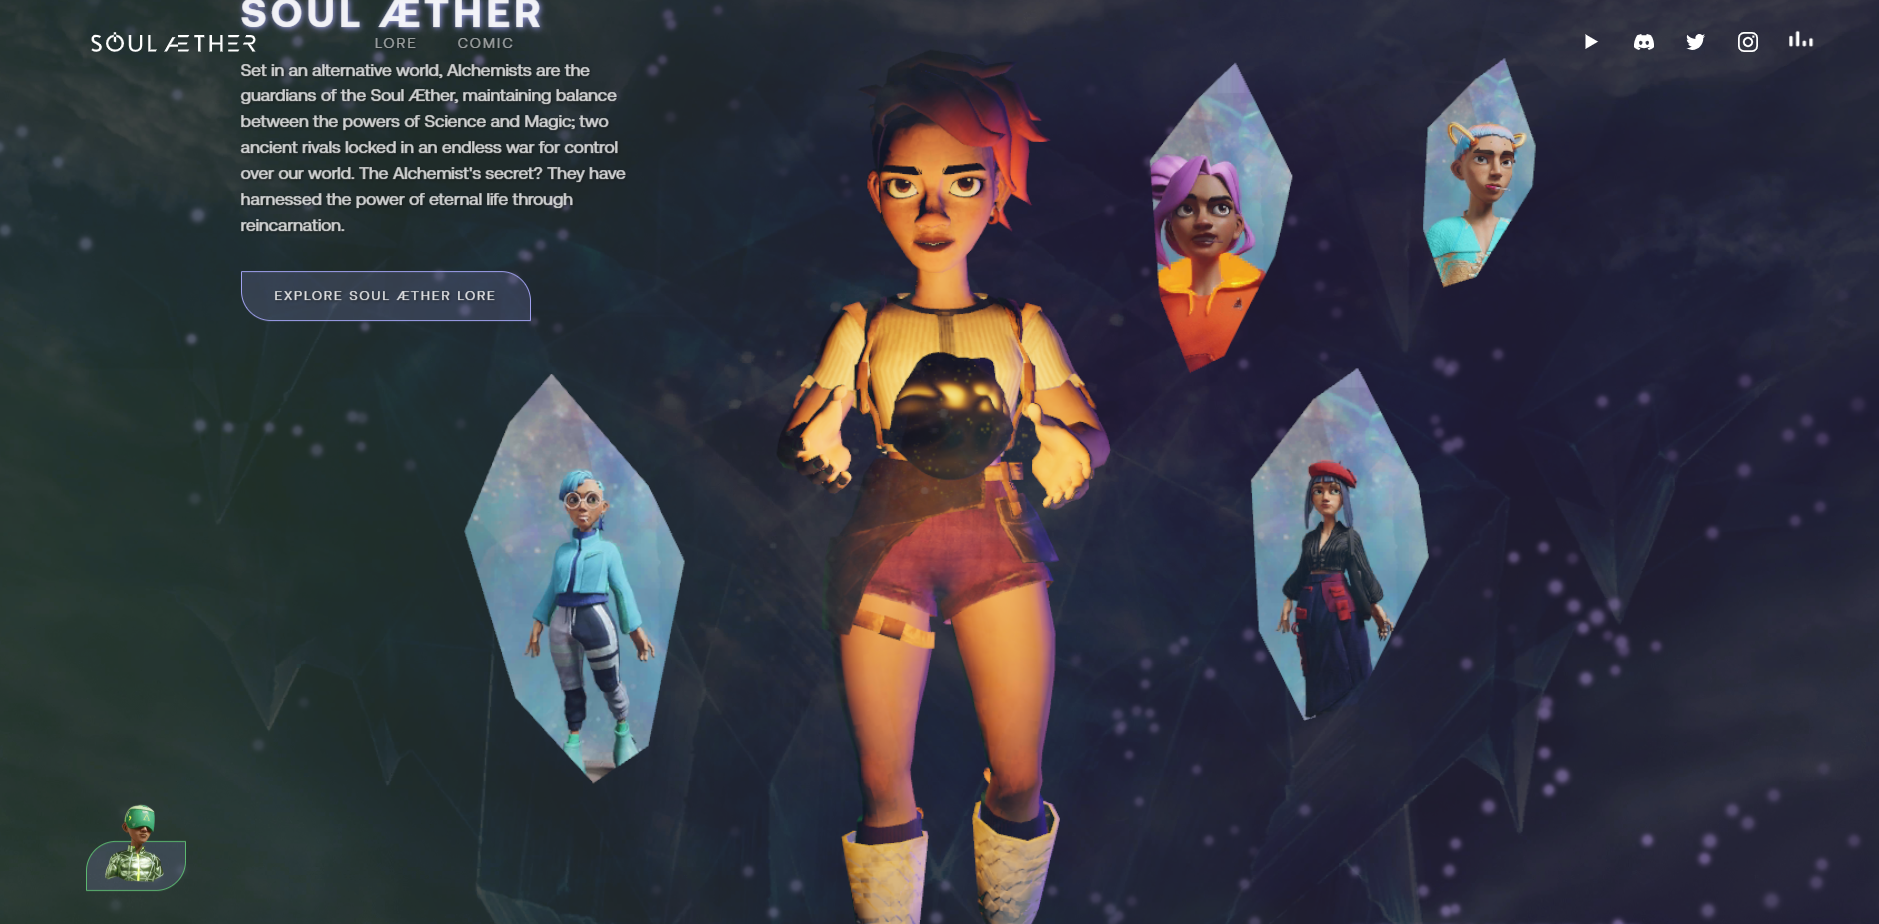 SOUL ÆTHER
SOUL ÆTHER
LORE
COMIC
Set in an alternative world, Alchemists are the
guardians of the Soul Æther, maintaining balance
between the powers of Science and Magic; two
ancient rivals locked in an endless war for control
over our world. The Alchemist's secret? They have
harnessed the power of eternal life through
reincarnation.
EXPLORE SOUL ÆTHER LORE